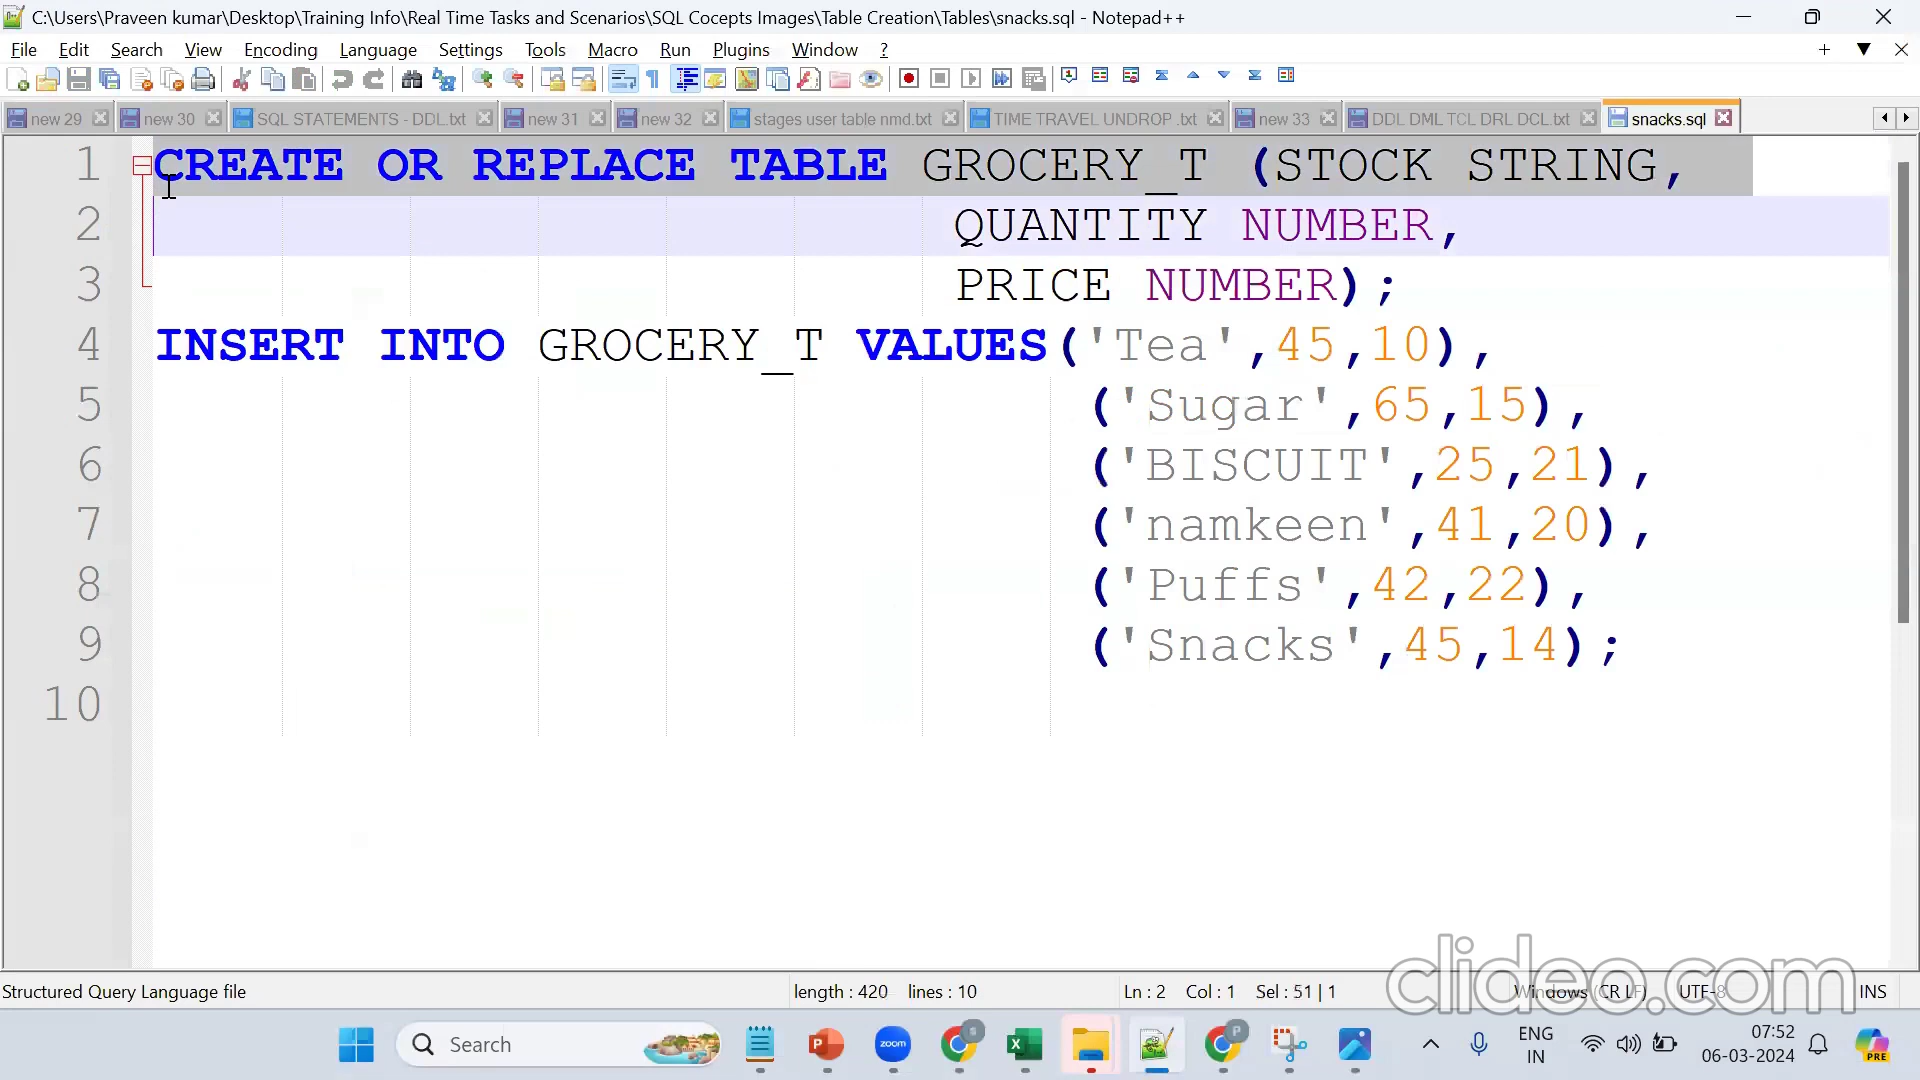 C:\Users\Praveen kumar\Desktop\Training Info\Real Time Tasks and Scenarios\SQL Cocepts Images\Table Creation\Tables\snacks.sql - Notepad++
File Edit Search View Encoding Language Settings Tools Macro Run Plugins Window ?
new 29 new 30 SQL STATEMENTS - DDL.txt new 31 new 32 stages user table nmd.txt TIME TRAVEL UNDROP .txt new 33 DDL DML TCL DRL DCL.txt snacks.sql
1 CREATE OR REPLACE TABLE GROCERY_T (STOCK STRING,
2 QUANTITY NUMBER,
3 PRICE NUMBER);
4 INSERT INTO GROCERY_T VALUES('Tea',45,10),
5 ('Sugar',65,15),
6 ('BISCUIT',25,21),
7 ('namkeen',41,20),
8 ('Puffs',42,22),
9 ('Snacks',45,14);
10
clideo.com
Structured Query Language file length : 420 lines : 10 Ln : 2 Col : 1 Sel : 51 | 1 Windows (CR LF) UTF-8 INS
Search zoom ENG 07:52
IN 06-03-2024 PRE